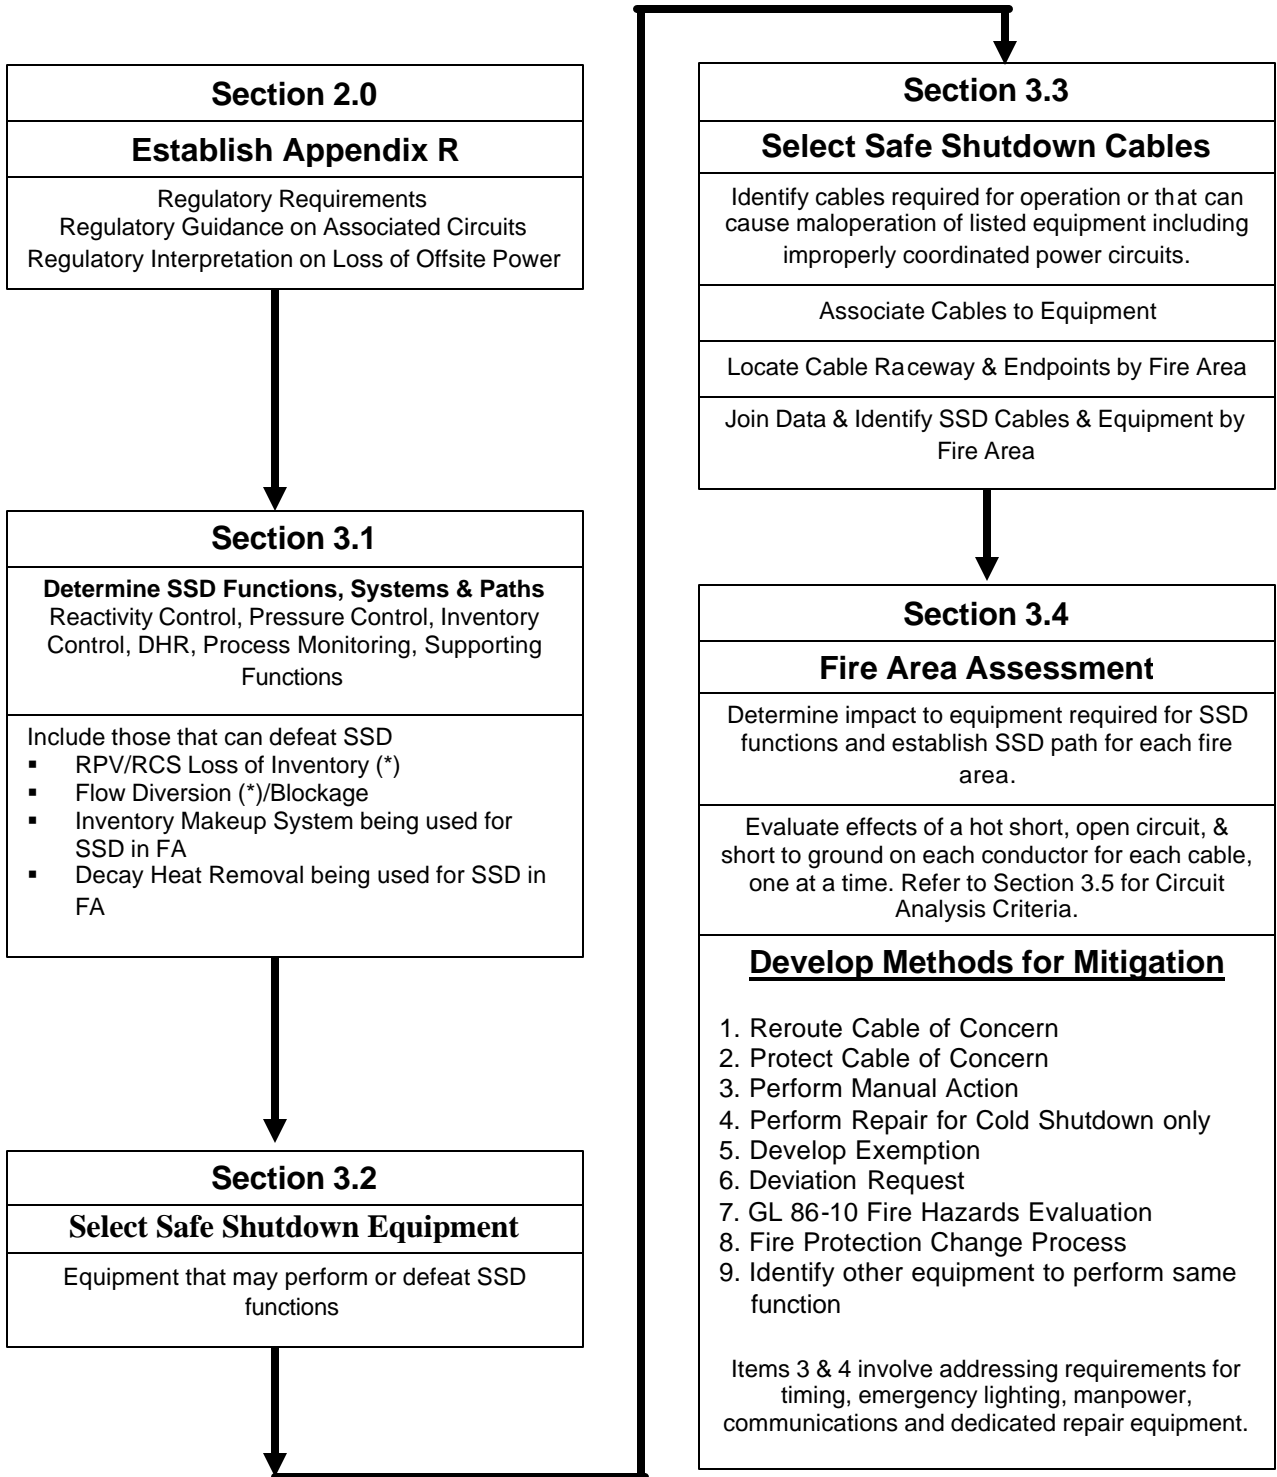 Section 2.0
Establish Appendix R
Regulatory Requirements
Regulatory Guidance on Associated Circuits
Regulatory Interpretation on Loss of Offsite Power
Section 3.1
Determine SSD Functions, Systems & Paths
Reactivity Control, Pressure Control, Inventory
Control, DHR, Process Monitoring, Supporting
Functions
Include those that can defeat SSD
▪ RPV/RCS Loss of Inventory (*)
▪ Flow Diversion (*)/Blockage
▪ Inventory Makeup System being used for
SSD in FA
▪ Decay Heat Removal being used for SSD in
FA
Section 3.2
Select Safe Shutdown Equipment
Equipment that may perform or defeat SSD
functions
Section 3.3
Select Safe Shutdown Cables
Identify cables required for operation or that can
cause maloperation of listed equipment including
improperly coordinated power circuits.
Associate Cables to Equipment
Locate Cable Raceway & Endpoints by Fire Area
Join Data & Identify SSD Cables & Equipment by
Fire Area
Section 3.4
Fire Area Assessment
Determine impact to equipment required for SSD
functions and establish SSD path for each fire
area.
Evaluate effects of a hot short, open circuit, &
short to ground on each conductor for each cable,
one at a time. Refer to Section 3.5 for Circuit
Analysis Criteria.
Develop Methods for Mitigation
1. Reroute Cable of Concern
2. Protect Cable of Concern
3. Perform Manual Action
4. Perform Repair for Cold Shutdown only
5. Develop Exemption
6. Deviation Request
7. GL 86-10 Fire Hazards Evaluation
8. Fire Protection Change Process
9. Identify other equipment to perform same
function
Items 3 & 4 involve addressing requirements for
timing, emergency lighting, manpower,
communications and dedicated repair equipment.